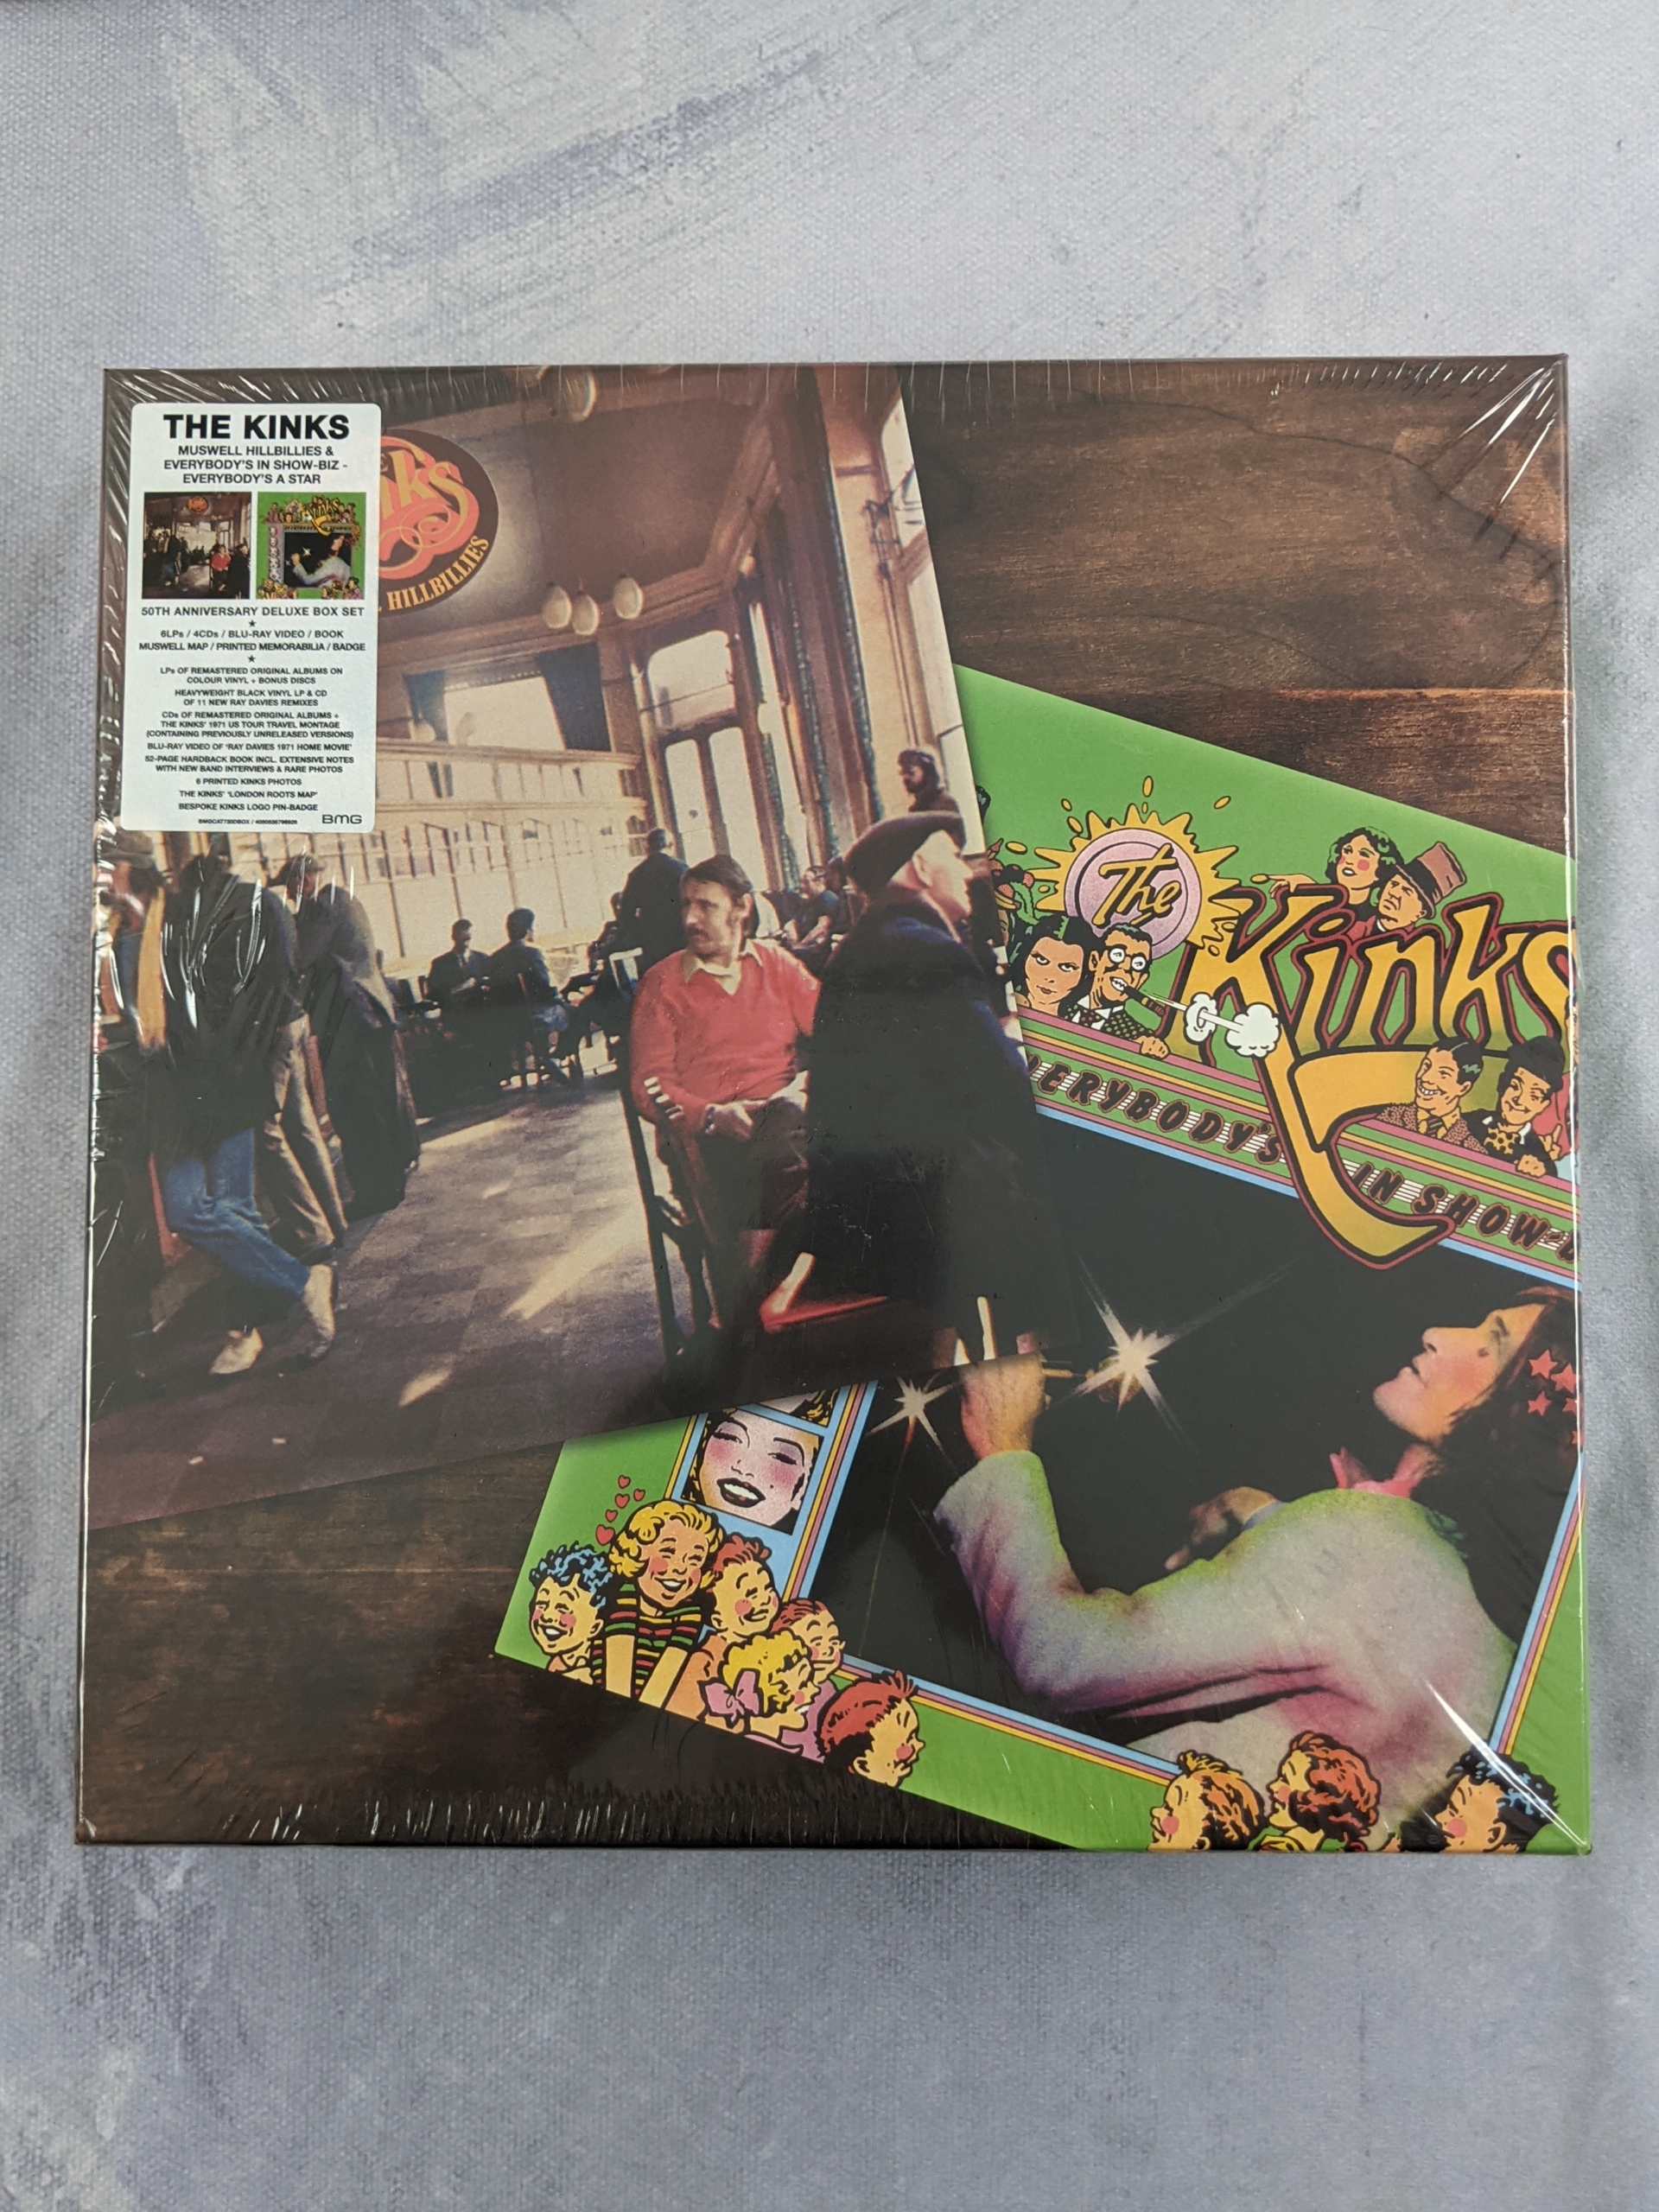 THE KINKS
MUSWELL HILLBILLIES &
EVERYBODY'S IN SHOW-BIZ -
EVERYBODY'S A STAR
50TH ANNIVERSARY DELUXE BOX SET
★
6LPs / 4CDs / BLU-RAY VIDEO / BOOK
MUSWELL MAP / PRINTED MEMORABILIA / BADGE
★
LPs OF REMASTERED ORIGINAL ALBUMS ON
COLOUR VINYL + BONUS DISCS
HEAVYWEIGHT BLACK VINYL LP & CD
OF 11 NEW RAY DAVIES REMIXES
CDs OF REMASTERED ORIGINAL ALBUMS +
THE KINKS' 1971 US TOUR TRAVEL MONTAGE
(CONTAINING PREVIOUSLY UNRELEASED VERSIONS)
BLU-RAY VIDEO OF 'RAY DAVIES 1971 HOME MOVIE'
52-PAGE HARDBACK BOOK INCL. EXTENSIVE NOTES
WITH NEW BAND INTERVIEWS & RARE PHOTOS
6 PRINTED KINKS PHOTOS
THE KINKS' 'LONDON ROOTS MAP'
BESPOKE KINKS LOGO PIN-BADGE
BMG
nks
L HILLBILLIES
The
Kinks
VERYBODY'S IN SHOW-B